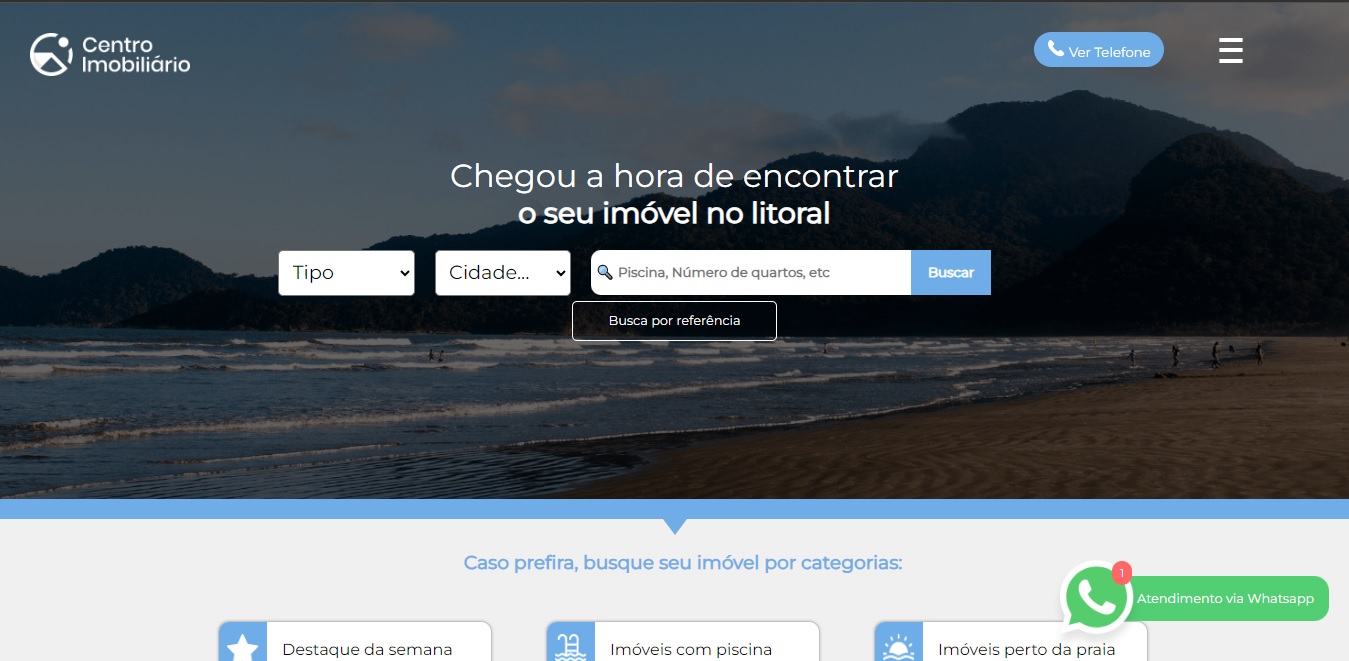 Centro
Imobiliário
Ver Telefone
Chegou a hora de encontrar
o seu imóvel no litoral
Tipo
Cidade...
Piscina, Número de quartos, etc
Buscar
Busca por referência
Caso prefira, busque seu imóvel por categorias:
1
Atendimento via Whatsapp
Destaque da semana
Imóveis com piscina
Imóveis perto da praia